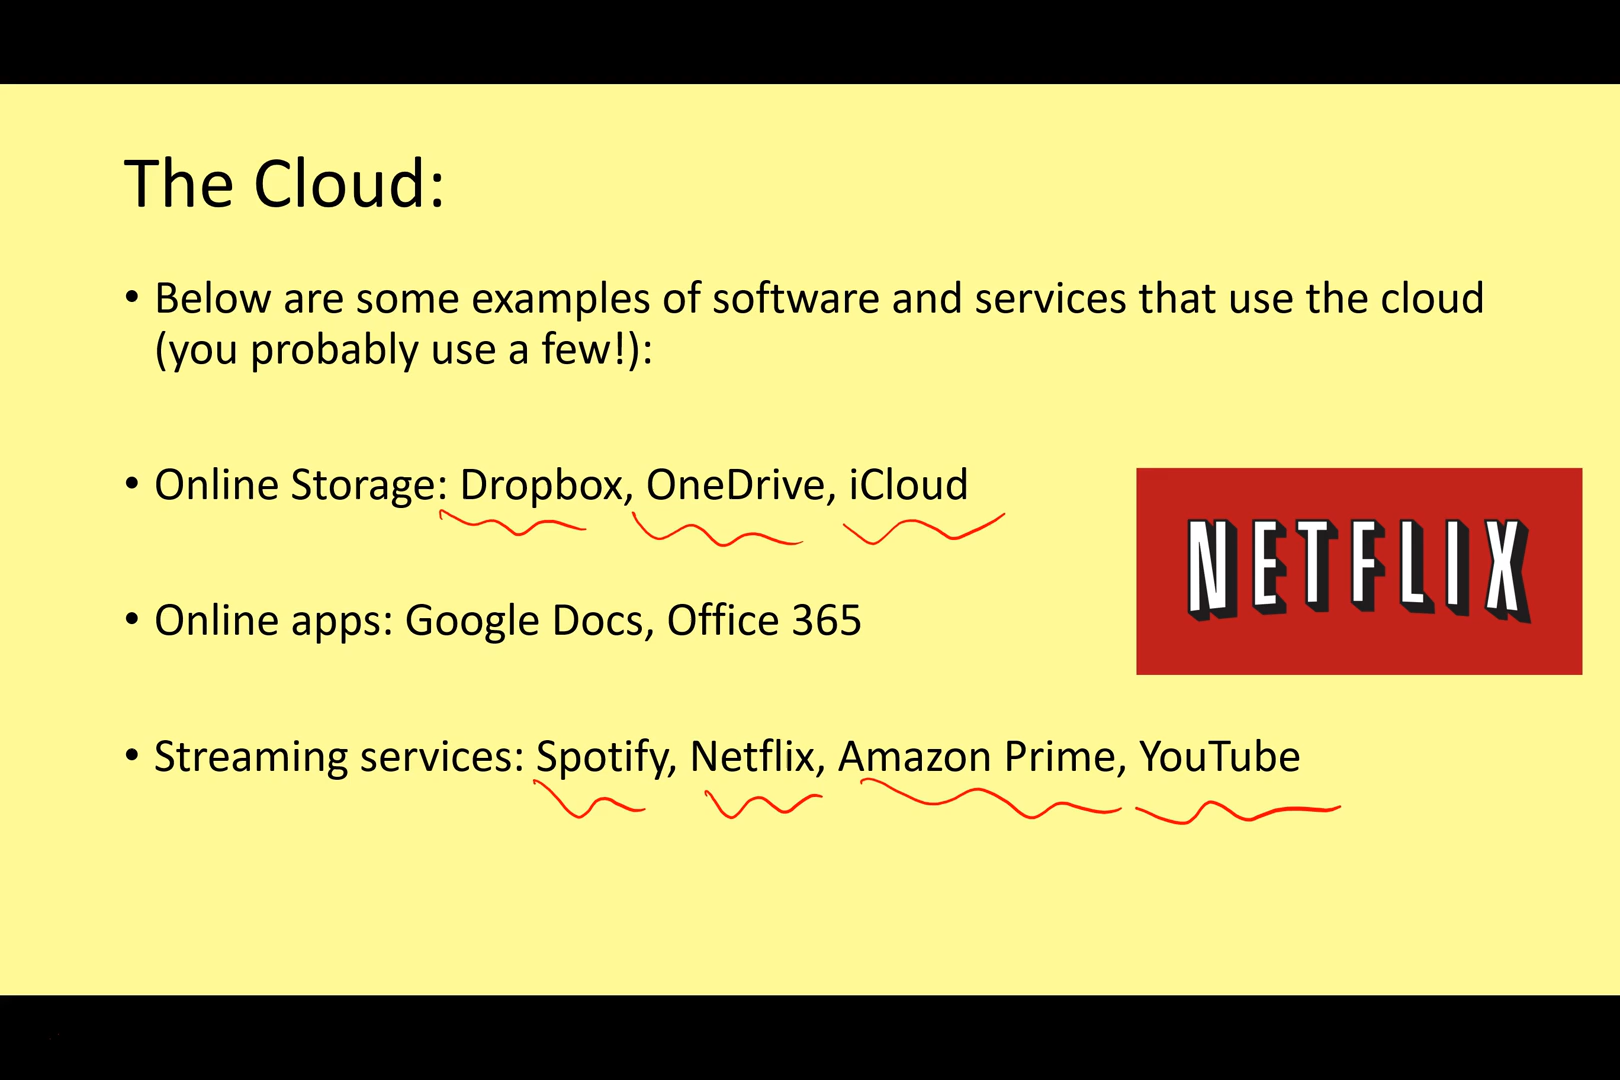 The Cloud:
• Below are some examples of software and services that use the cloud
(you probably use a few!):
• Online Storage: Dropbox, OneDrive, iCloud
NETFLIX
• Online apps: Google Docs, Office 365
• Streaming services: Spotify, Netflix, Amazon Prime, YouTube